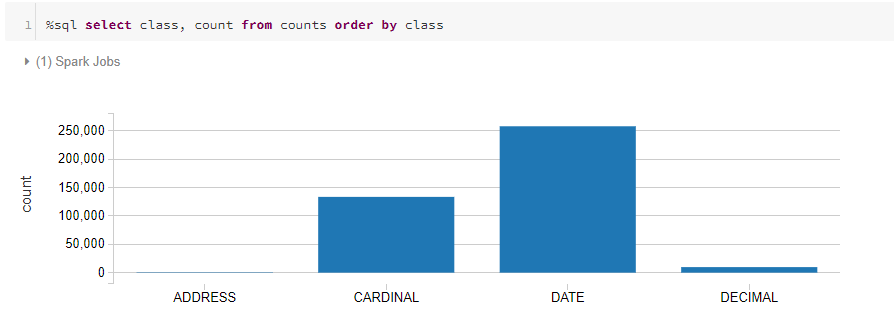 1 %sql select class, count from counts order by class
(1) Spark Jobs
250,000
200,000
150,000
100,000
50,000
0
count
ADDRESS CARDINAL DATE DECIMAL